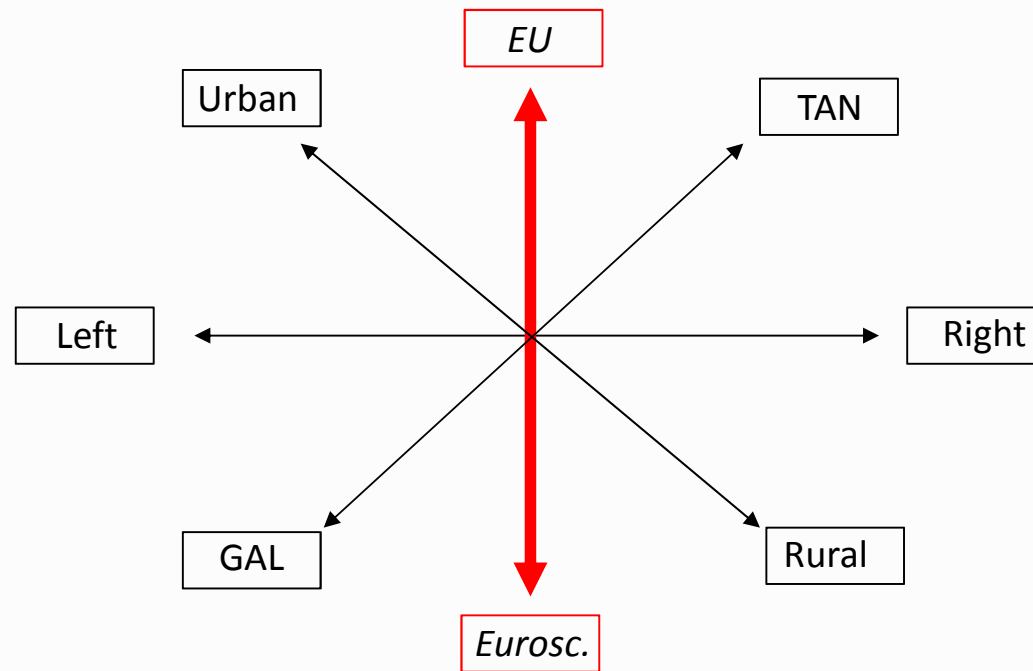 EU
Urban
TAN
Left
Right
GAL
Rural
Eurosc.